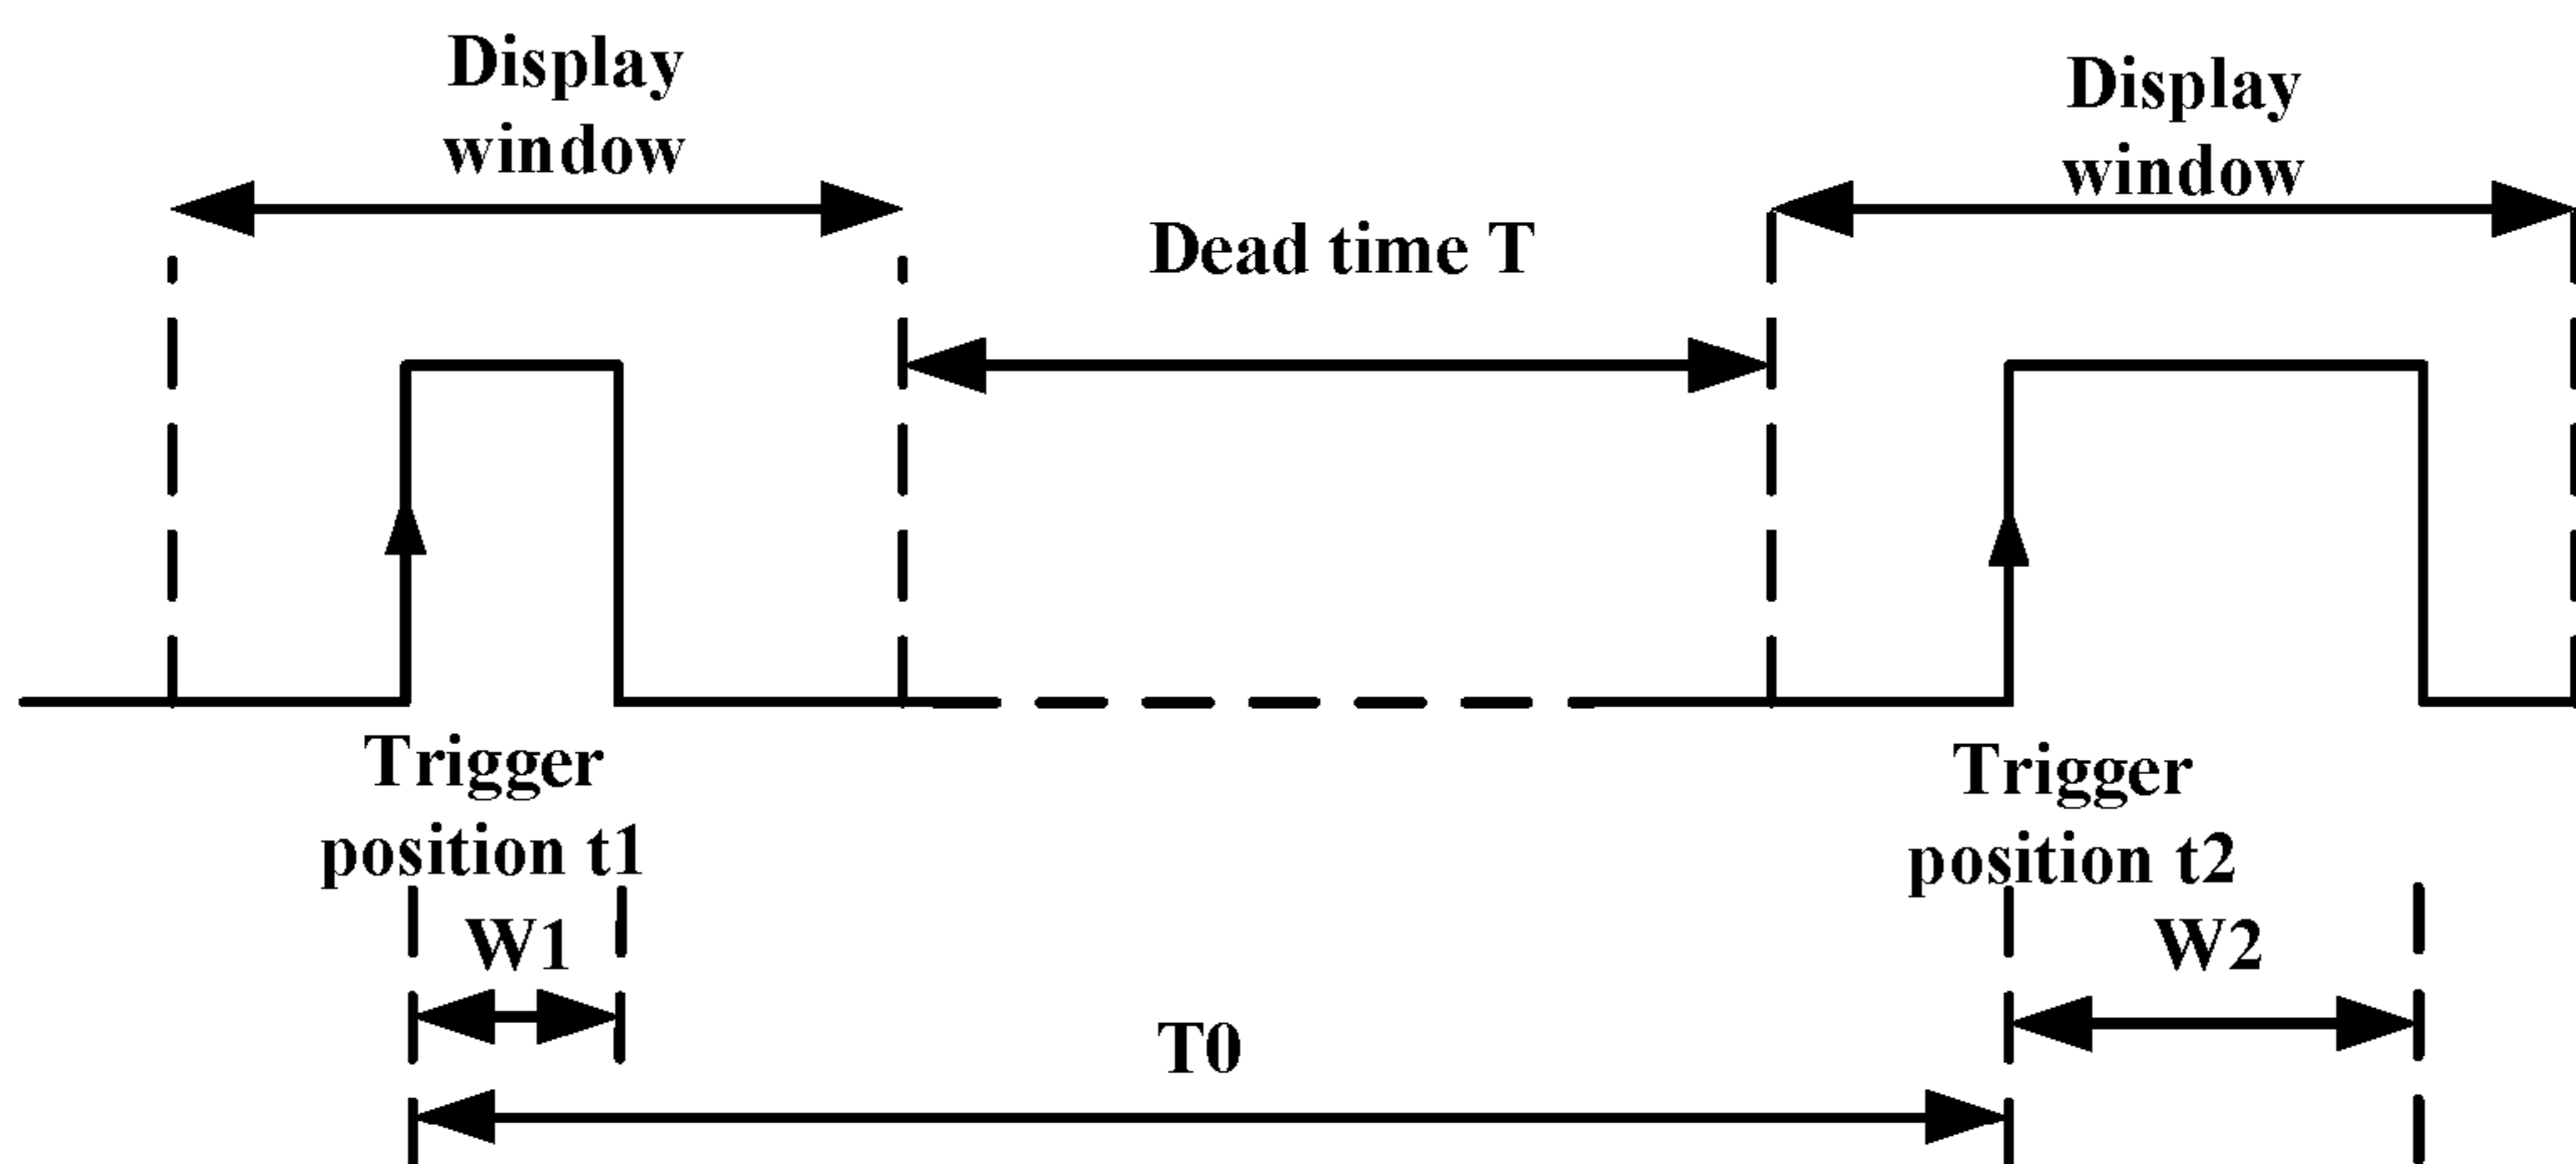 Display
window
Display
window
Dead time T
Trigger
position t1
Trigger
position t2
W1
W2
T0